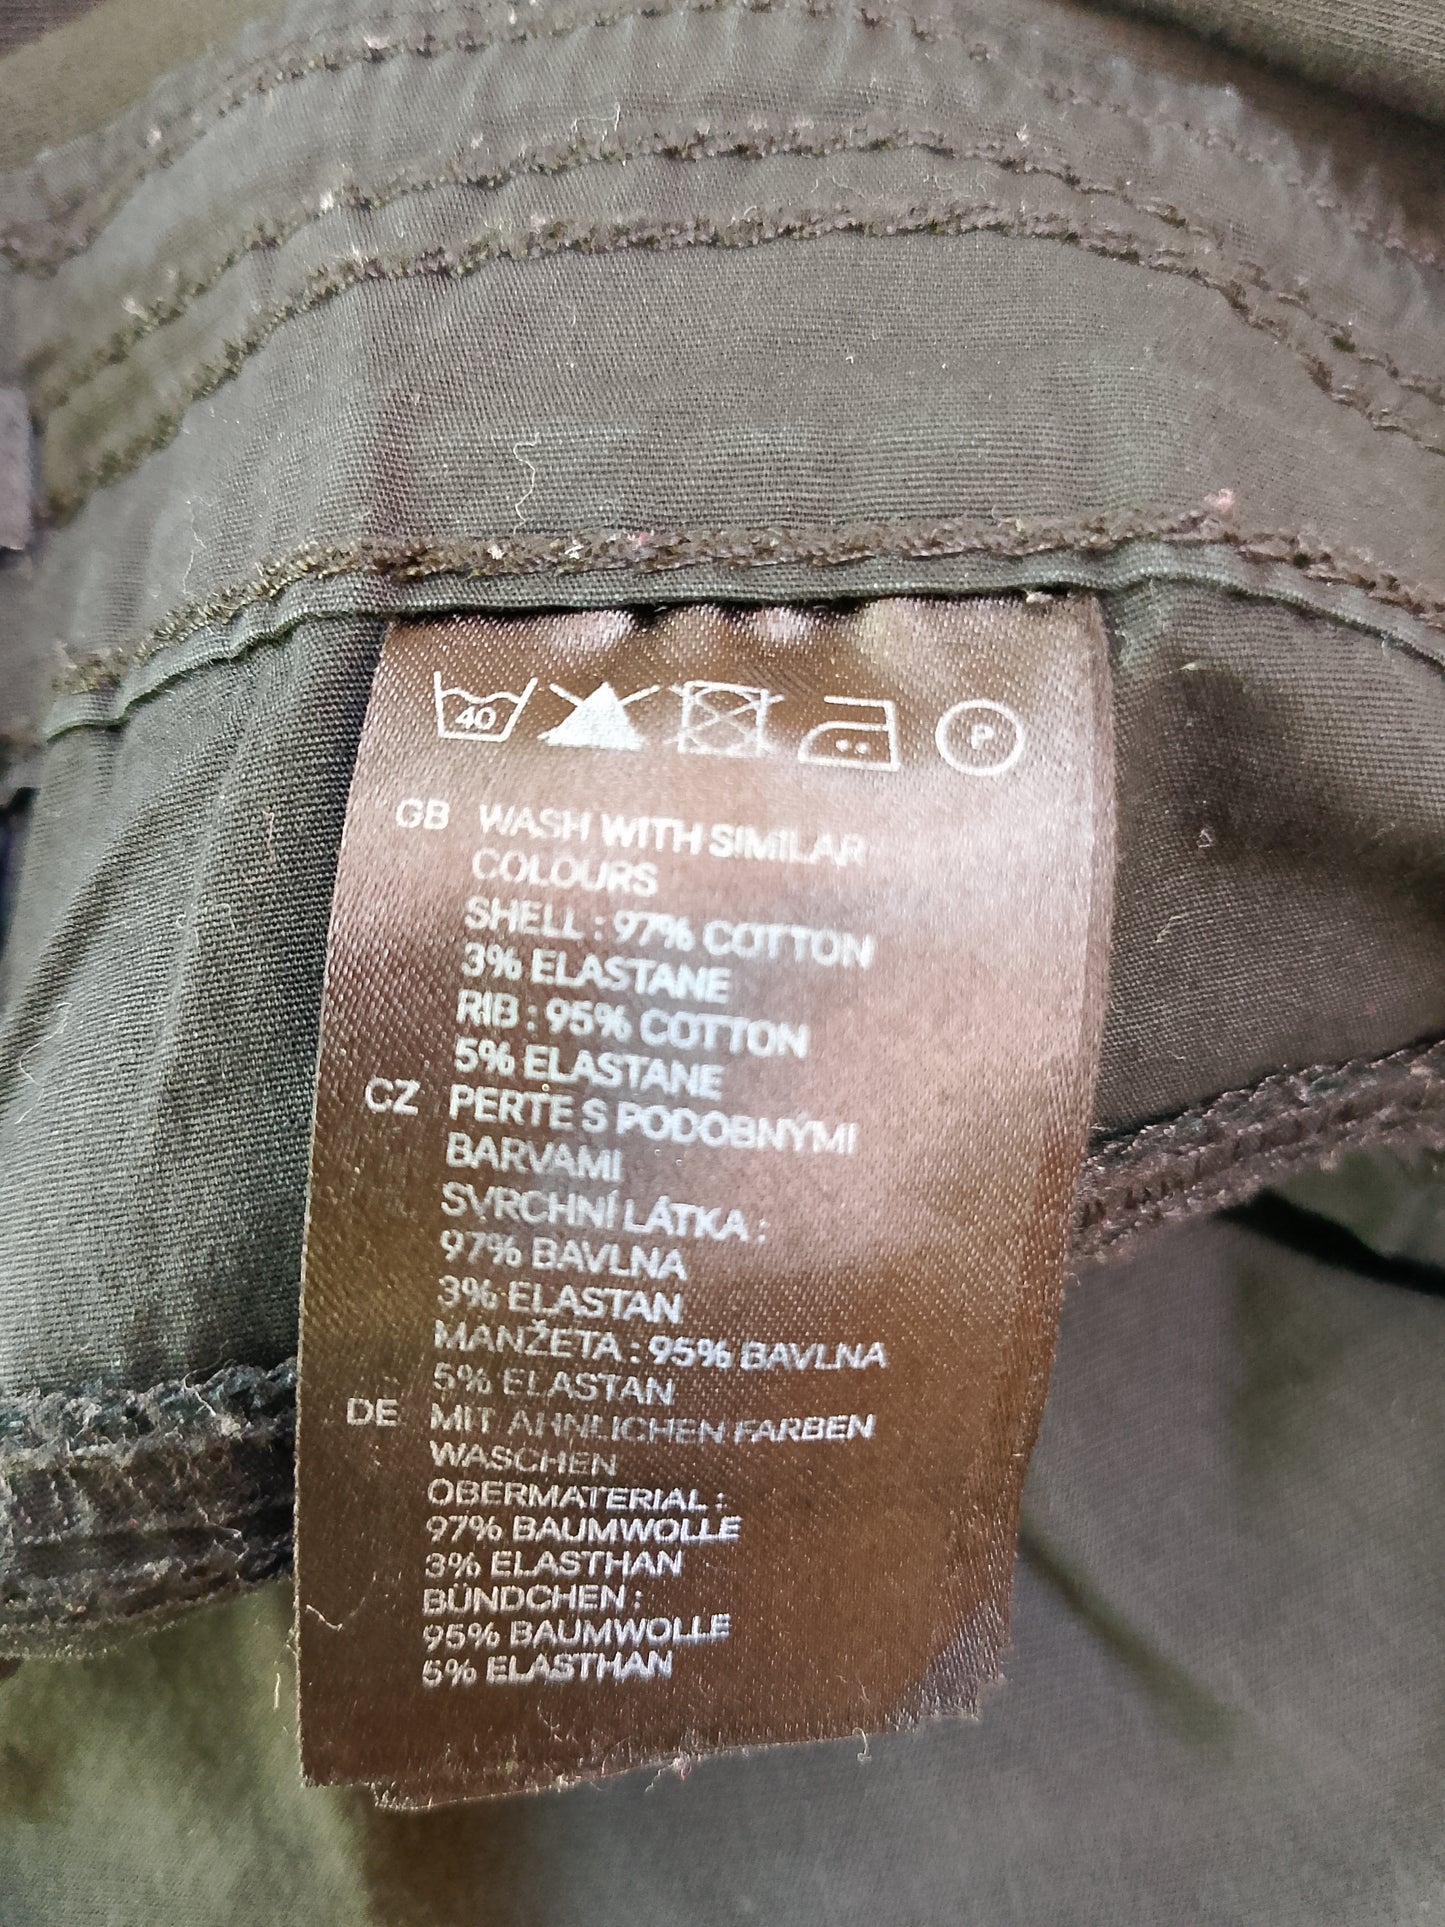 40
P
GB WASH WITH SIMILAR
COLOURS
SHELL : 97% COTTON
3% ELASTANE
RIB : 95% COTTON
5% ELASTANE
CZ PERTE S PODOBNÝMI
BARVAMI
SVRCHNÍ LÁTKA :
97% BAVLNA
3% ELASTAN
MANŽETA : 95% BAVLNA
5% ELASTAN
DE MIT ÄHNLICHEN FARBEN
WASCHEN
OBERMATERIAL :
97% BAUMWOLLE
3% ELASTHAN
BÜNDCHEN :
95% BAUMWOLLE
5% ELASTHAN